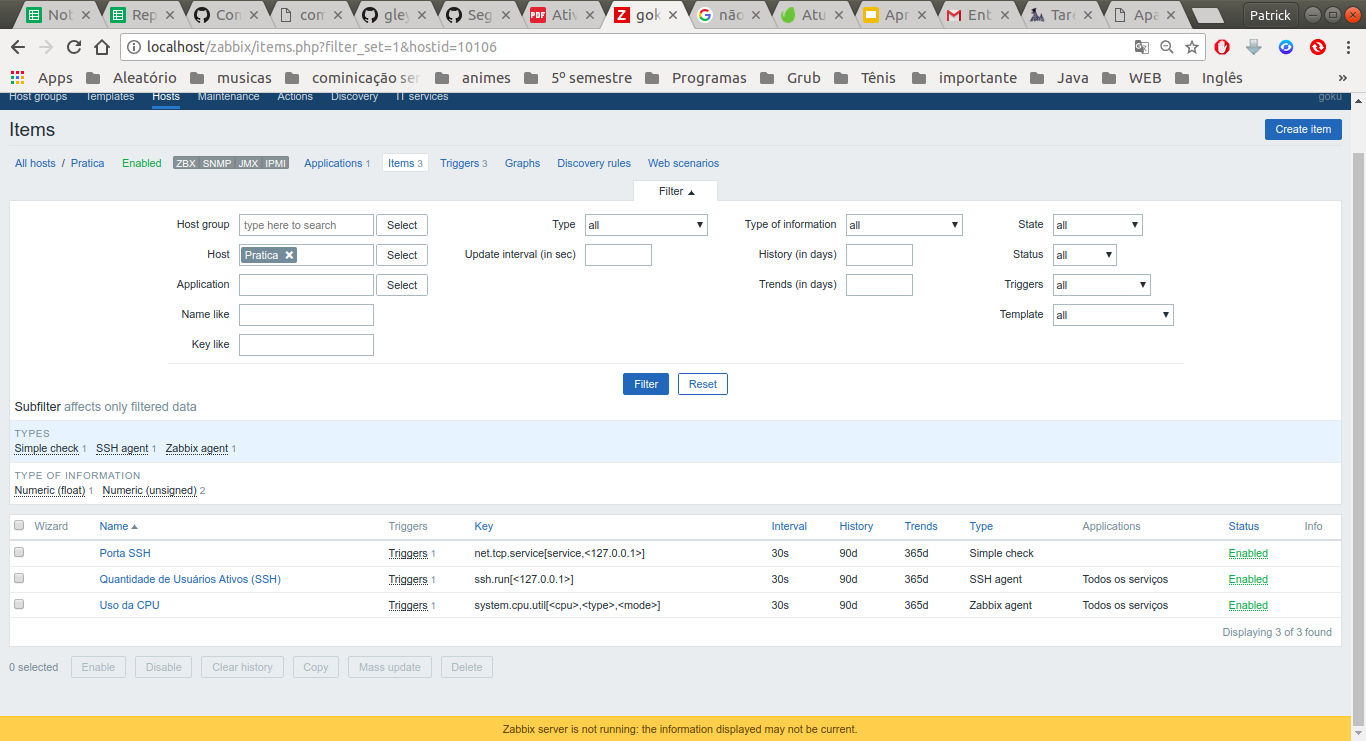 Not Rep Con com gley Seg Ativ gok não Atu Apr Ent Tar Apa Patrick
localhost/zabbix/items.php?filter_set=1&hostid=10106
Apps Aleatório musicas cominicação ser animes 5º semestre Programas Grub Tênis importante Java WEB Inglês »
Host groups Templates Hosts Maintenance Actions Discovery IT services goku
Items Create item
All hosts / Pratica Enabled ZBX SNMP JMX IPMI Applications 1 Items 3 Triggers 3 Graphs Discovery rules Web scenarios
Filter
Host group type here to search Select Type all Type of information all State all
Host Pratica Select Update interval (in sec) History (in days) Status all
Application Select Trends (in days) Triggers all
Name like Template all
Key like
Filter Reset
Subfilter affects only filtered data
TYPES
Simple check 1 SSH agent 1 Zabbix agent 1
TYPE OF INFORMATION
Numeric (float) 1 Numeric (unsigned) 2
Wizard Name Triggers Key Interval History Trends Type Applications Status Info
Porta SSH Triggers 1 net.tcp.service[service,<127.0.0.1>] 30s 90d 365d Simple check Enabled
Quantidade de Usuários Ativos (SSH) Triggers 1 ssh.run[<127.0.0.1>] 30s 90d 365d SSH agent Todos os serviços Enabled
Uso da CPU Triggers 1 system.cpu.util[<cpu>,<type>,<mode>] 30s 90d 365d Zabbix agent Todos os serviços Enabled
Displaying 3 of 3 found
0 selected Enable Disable Clear history Copy Mass update Delete
Zabbix server is not running: the information displayed may not be current.